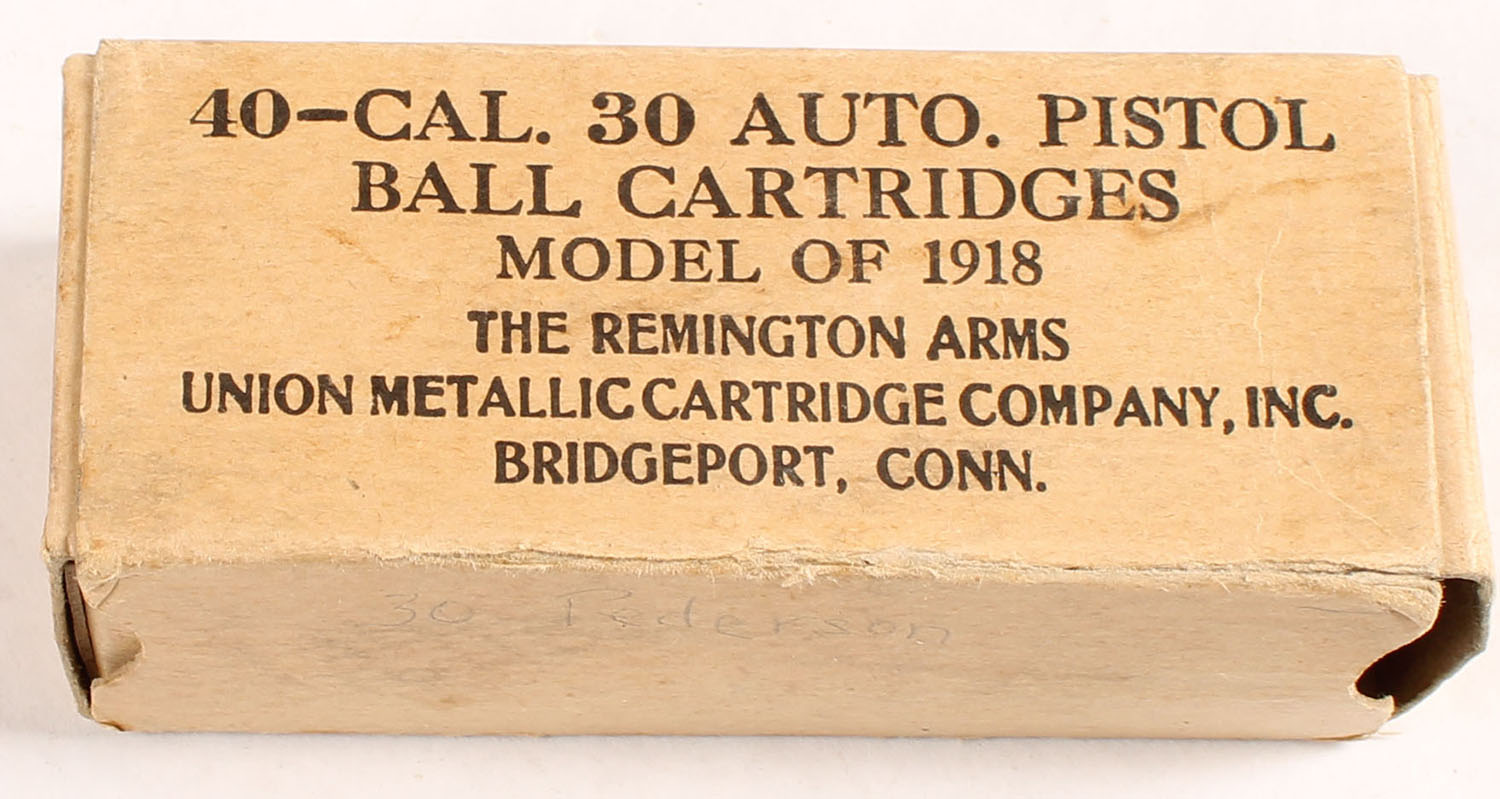 40-CAL. 30 AUTO. PISTOL
BALL CARTRIDGES
MODEL OF 1918
THE REMINGTON ARMS
UNION METALLIC CARTRIDGE COMPANY, INC.
BRIDGEPORT, CONN.
30 Pederson